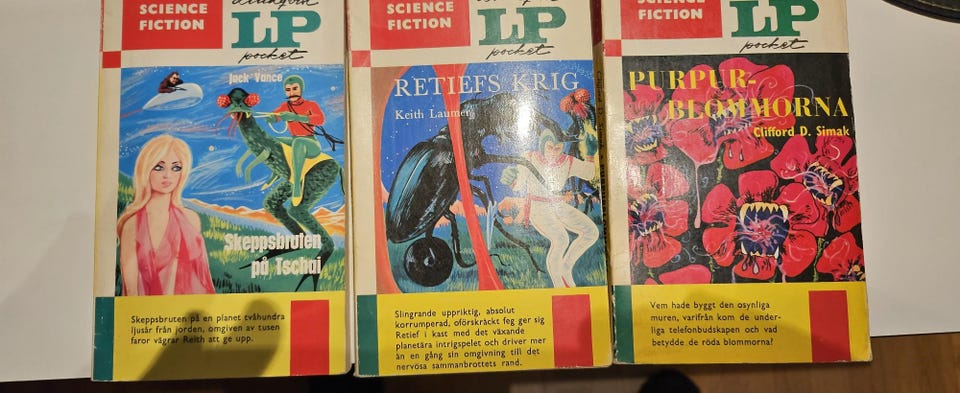 SCIENCE
FICTION
LP
pocket
Jack Vance
Skeppsbruten
på Tschai
Skeppsbruten på en planet tvåhundra
ljusår från jorden, omgiven av tusen
faror vägrar Reith att ge upp.
SCIENCE
FICTION
LP
pocket
RETIEFS KRIG
Keith Laumer
Slingrande uppriktig, absolut
korrumperad, oförskräckt feg ger sig
Retief i kast med det växande
planetära intrigspelet och driver mer
än en gång sin omgivning till det
nervösa sammanbrottets rand.
SCIENCE
FICTION
LP
pocket
PURPUR-
BLOMMORNA
Clifford D. Simak
Vem hade byggt den osynliga
muren, varifrån kom de under-
liga telefonbudskapen och vad
betydde de röda blommorna?